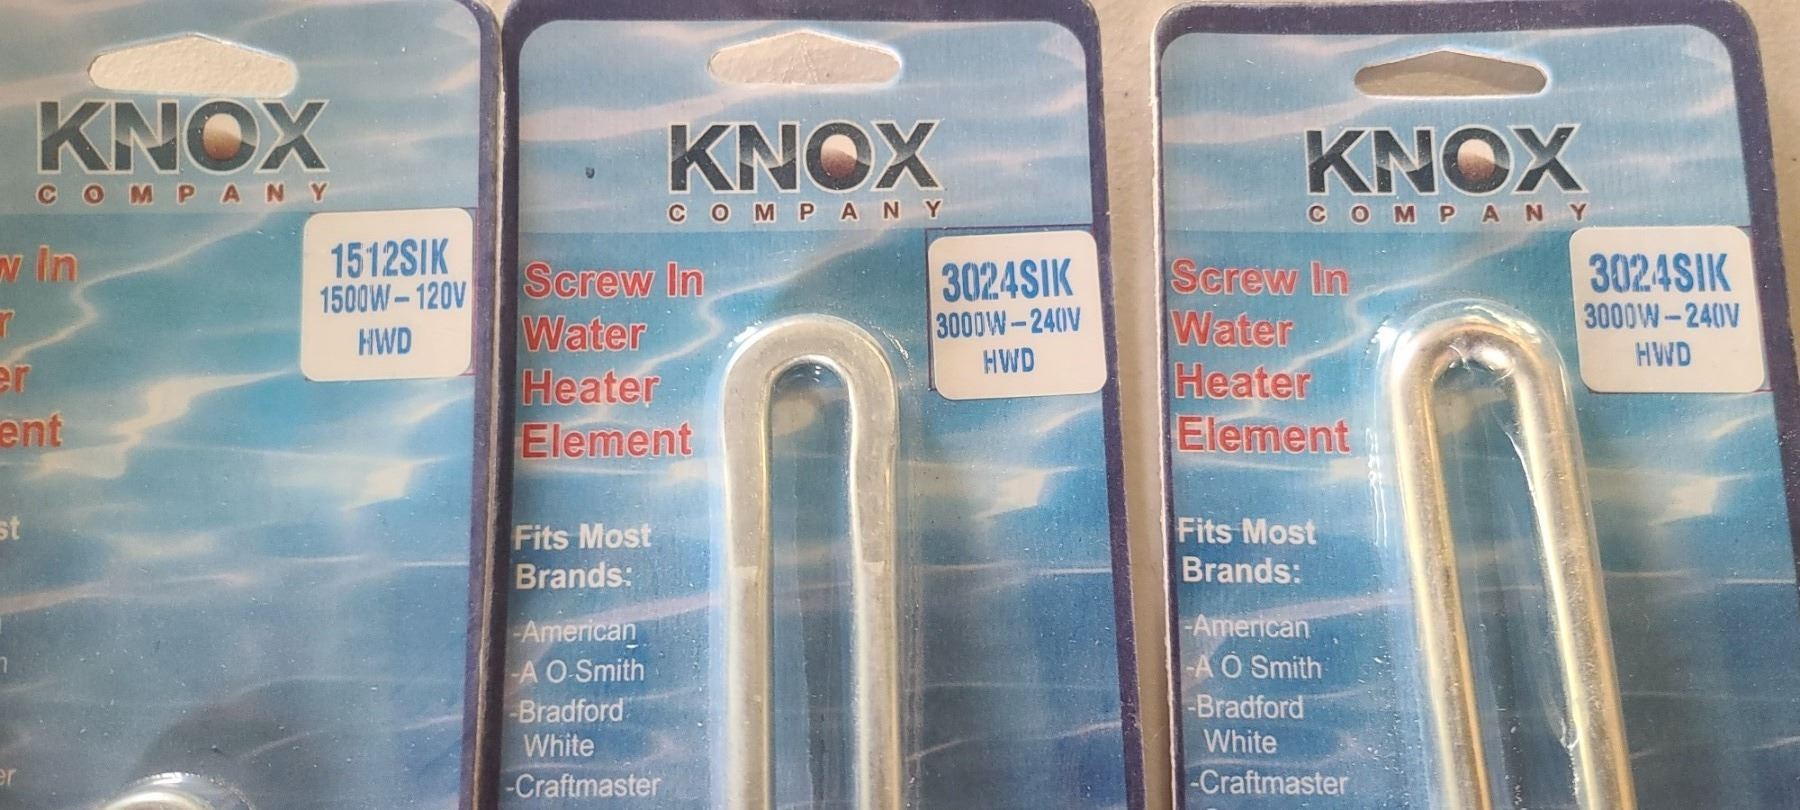 KNOX
COMPANY
1512SIK
1500W-120V
HWD
In
KNOX
COMPANY
3024SIK
3000W-240V
HWD
Screw In
Water
Heater
Element
Fits Most
Brands:
-American
-A O Smith
-Bradford
White
-Craftmaster
KNOX
COMPANY
3024SIK
3000W-240V
HWD
Screw In
Water
Heater
Element
Fits Most
Brands:
-American
-A O Smith
-Bradford
White
-Craftmaster